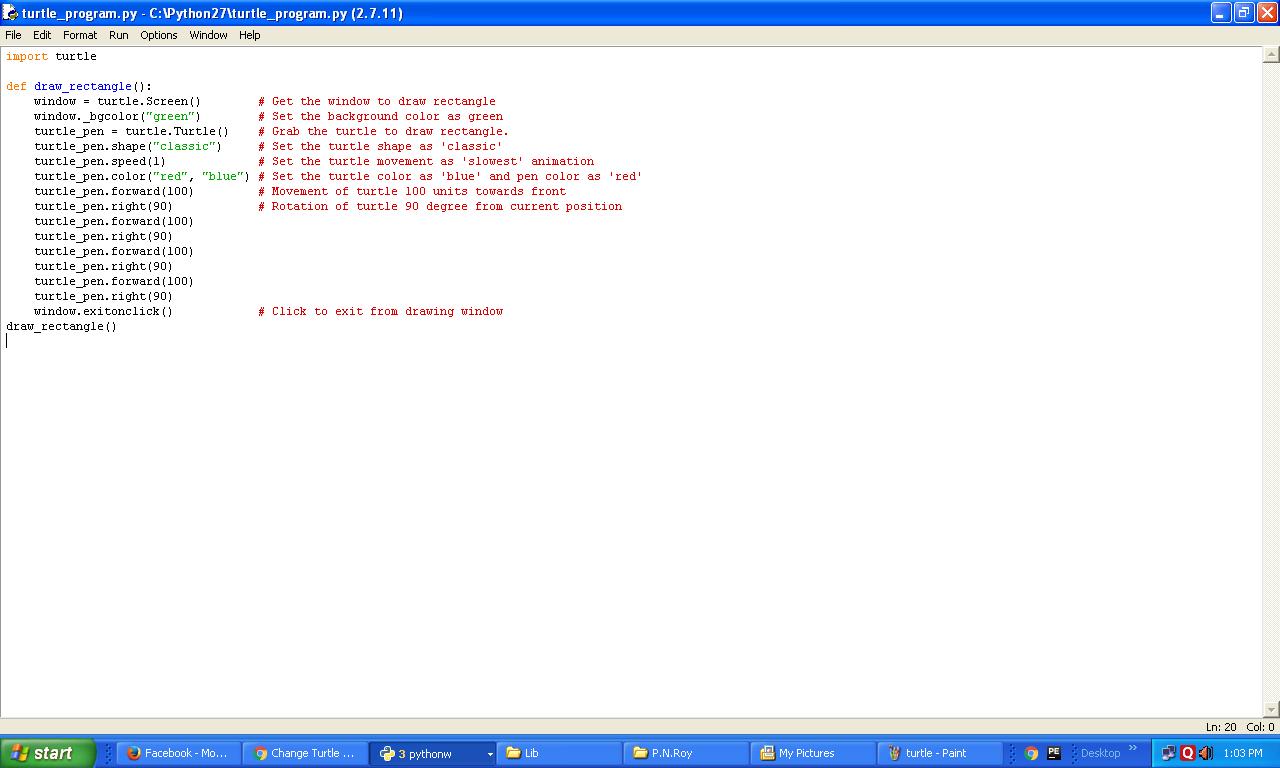 turtle_program.py - C:\Python27\turtle_program.py (2.7.11)
File Edit Format Run Options Window Help
import turtle

def draw_rectangle():
    window = turtle.Screen()        # Get the window to draw rectangle
    window._bgcolor("green")        # Set the background color as green
    turtle_pen = turtle.Turtle()    # Grab the turtle to draw rectangle.
    turtle_pen.shape("classic")     # Set the turtle shape as 'classic'
    turtle_pen.speed(1)             # Set the turtle movement as 'slowest' animation
    turtle_pen.color("red", "blue") # Set the turtle color as 'blue' and pen color as 'red'
    turtle_pen.forward(100)         # Movement of turtle 100 units towards front
    turtle_pen.right(90)            # Rotation of turtle 90 degree from current position
    turtle_pen.forward(100)
    turtle_pen.right(90)
    turtle_pen.forward(100)
    turtle_pen.right(90)
    turtle_pen.forward(100)
    turtle_pen.right(90)
    window.exitonclick()            # Click to exit from drawing window
draw_rectangle()
Ln: 20 Col: 0
start Facebook - Mo... Change Turtle ... 3 pythonw Lib P.N.Roy My Pictures turtle - Paint PE Desktop » Q 1:03 PM